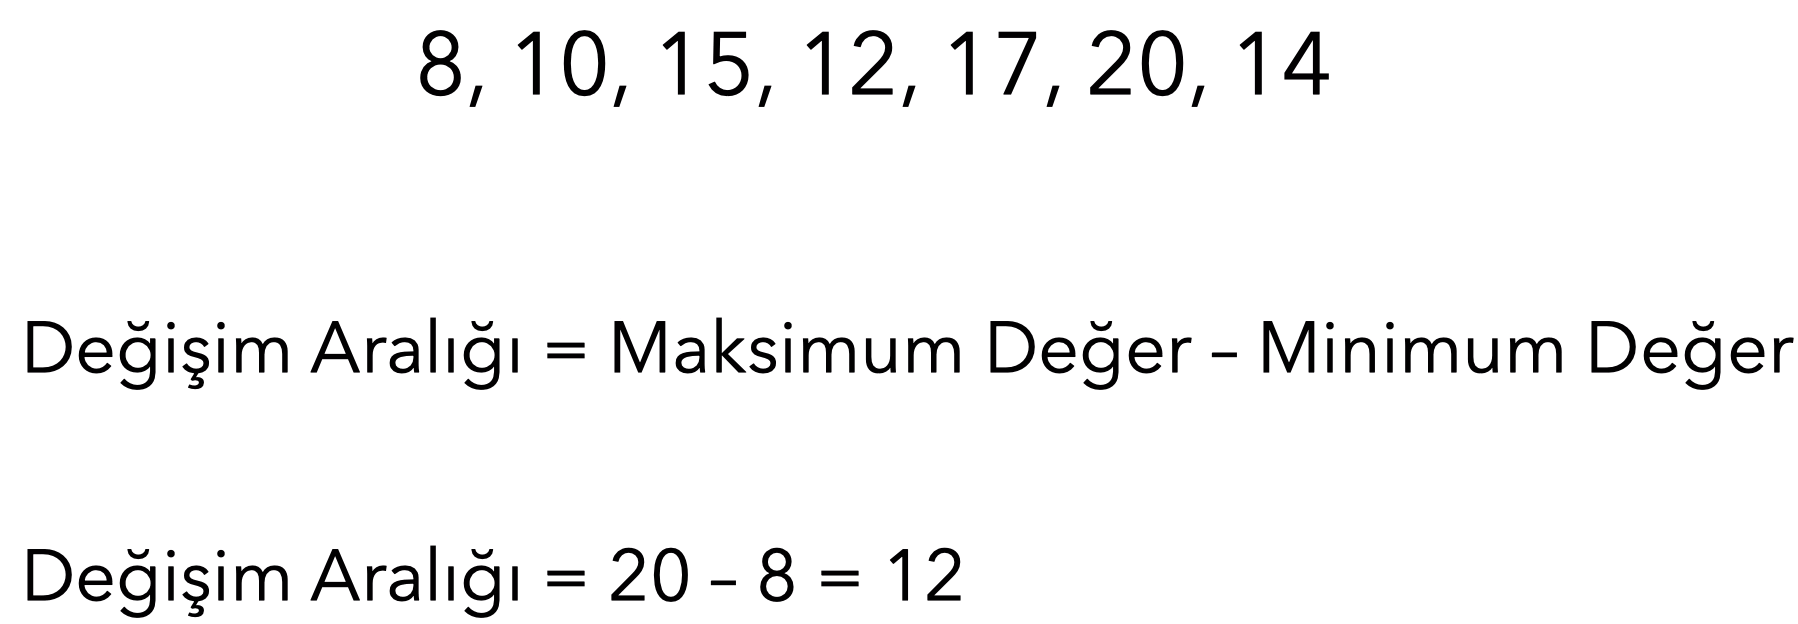 8, 10, 15, 12, 17, 20, 14
Değişim Aralığı = Maksimum Değer – Minimum Değer
Değişim Aralığı = 20 – 8 = 12